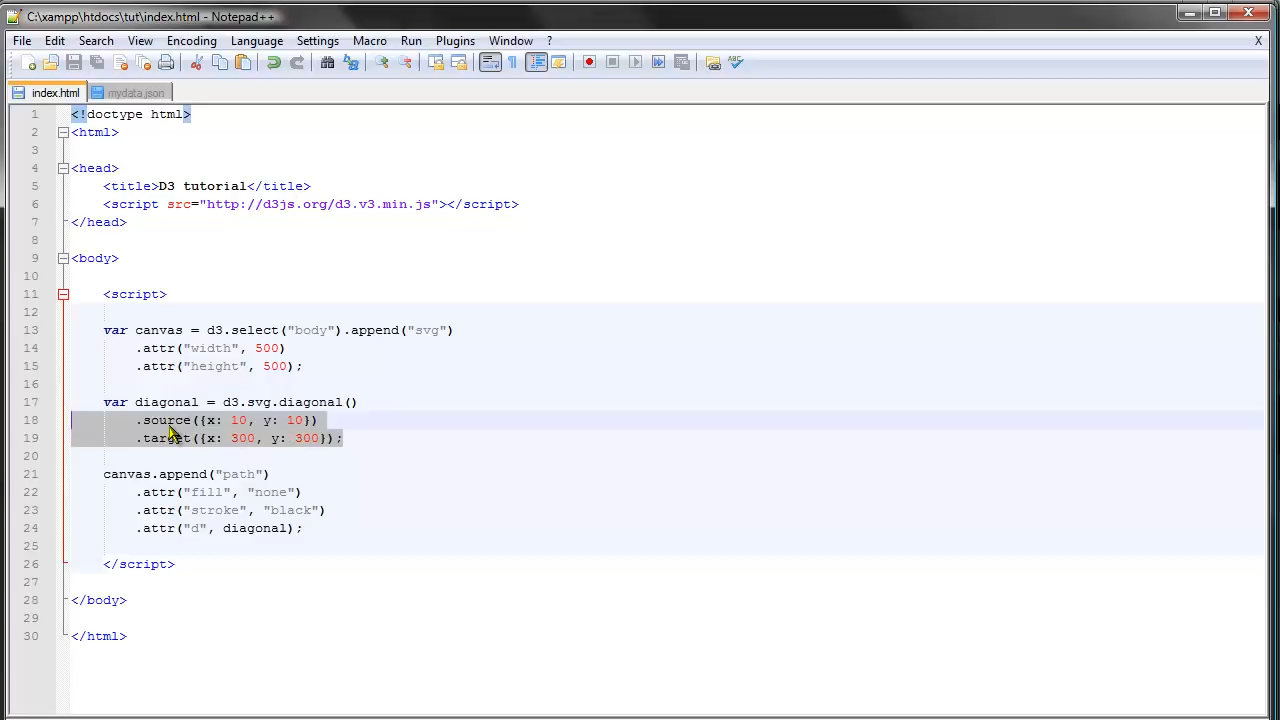 C:\xampp\htdocs\tut\index.html - Notepad++
File Edit Search View Encoding Language Settings Macro Run Plugins Window ? X
index.html mydata.json
1 <!doctype html>
2 <html>
3
4 <head>
5 <title>D3 tutorial</title>
6 <script src="http://d3js.org/d3.v3.min.js"></script>
7 </head>
8
9 <body>
10
11 <script>
12
13 var canvas = d3.select("body").append("svg")
14 .attr("width", 500)
15 .attr("height", 500);
16
17 var diagonal = d3.svg.diagonal()
18 .source({x: 10, y: 10})
19 .target({x: 300, y: 300});
20
21 canvas.append("path")
22 .attr("fill", "none")
23 .attr("stroke", "black")
24 .attr("d", diagonal);
25
26 </script>
27
28 </body>
29
30 </html>